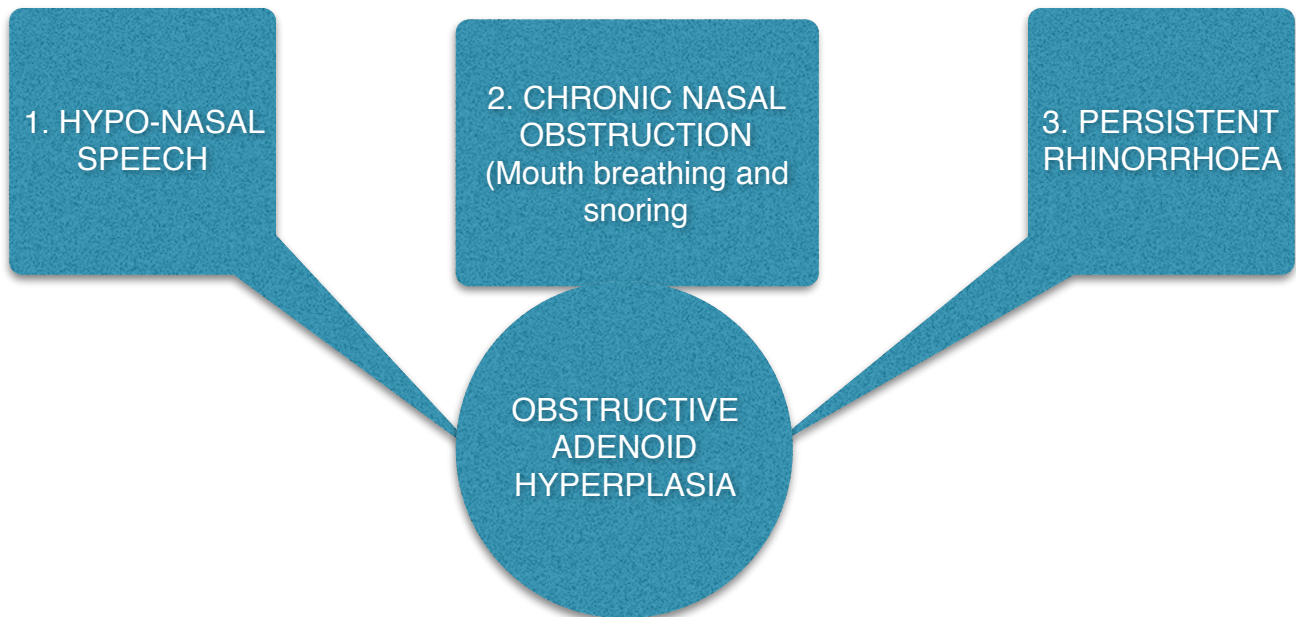 1. HYPO-NASAL
SPEECH
2. CHRONIC NASAL
OBSTRUCTION
(Mouth breathing and
snoring
3. PERSISTENT
RHINORRHOEA
OBSTRUCTIVE
ADENOID
HYPERPLASIA